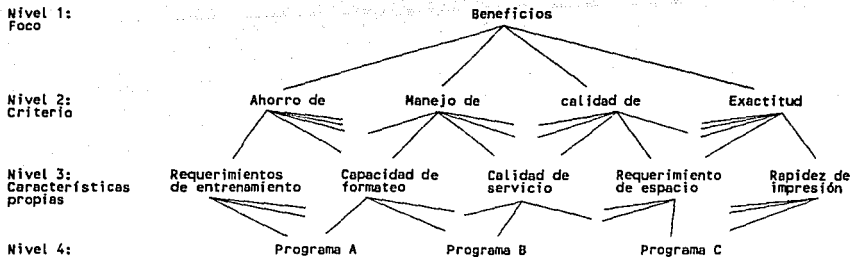 Nivel 1:
Foco
Beneficios
Nivel 2:
Criterio
Ahorro de
Manejo de
calidad de
Exactitud
Nivel 3:
Características
propias
Requerimientos
de entrenamiento
Capacidad de
formateo
Calidad de
servicio
Requerimiento
de espacio
Rapidez de
impresión
Nivel 4:
Programa A
Programa B
Programa C